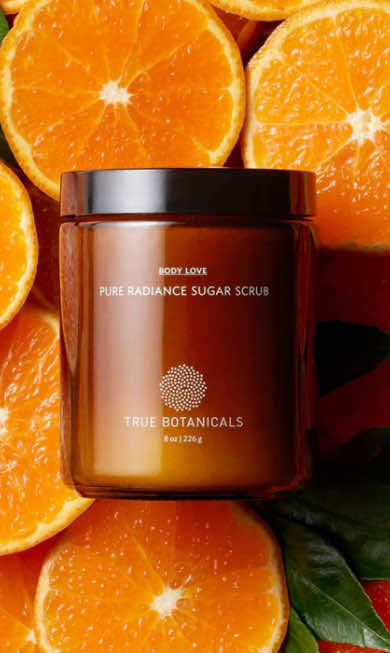 BODY LOVE
PURE RADIANCE SUGAR SCRUB
TRUE BOTANICALS
8 oz | 226 g